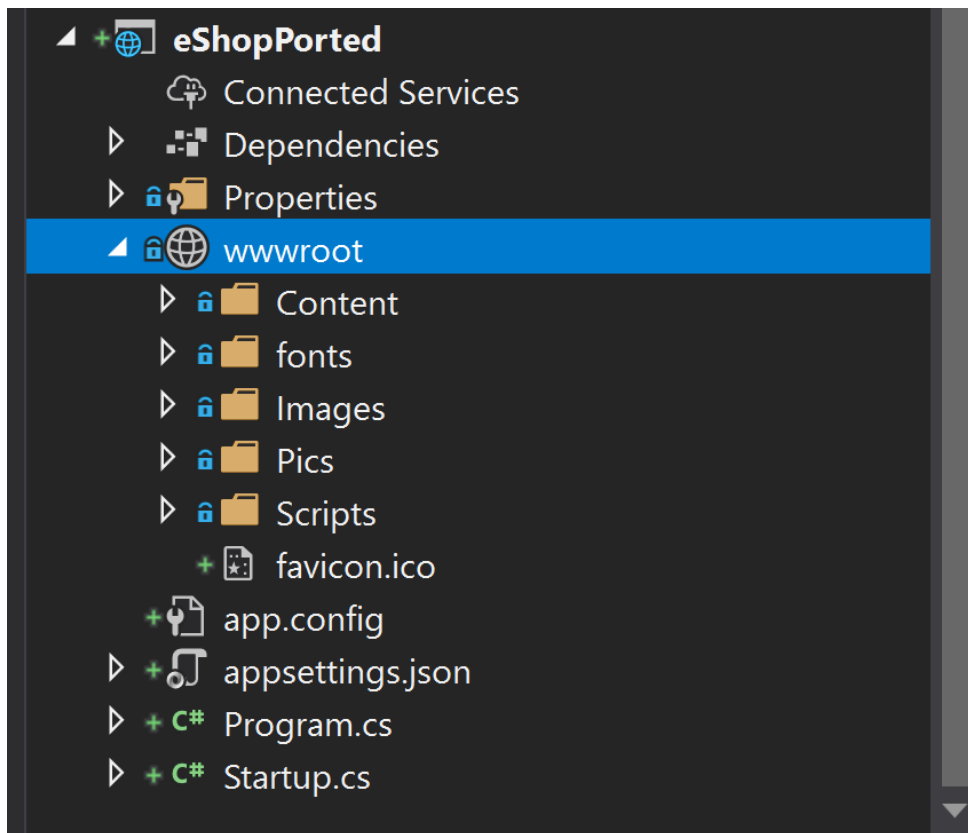 eShopPorted
Connected Services
Dependencies
Properties
wwwroot
Content
fonts
Images
Pics
Scripts
favicon.ico
app.config
appsettings.json
C# Program.cs
C# Startup.cs